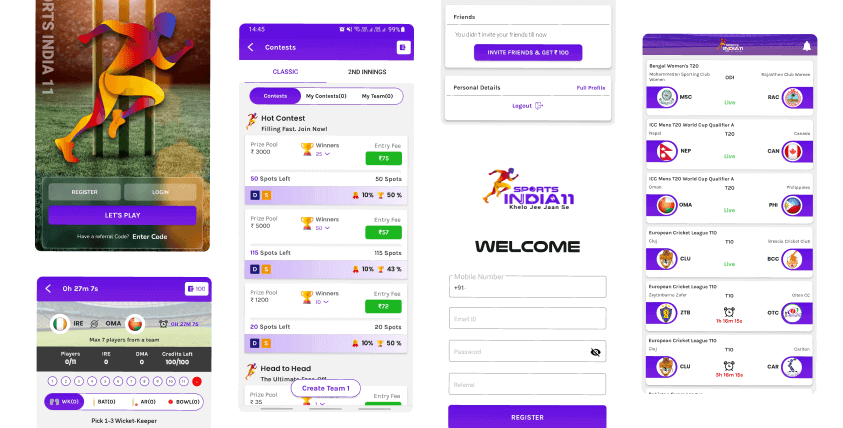 RTS INDIA 11
REGISTER
LOGIN
LET'S PLAY
Have a referral Code? Enter Code
0h 27m 7s
100
IRE
OMA
0H 27M 7S
Max 7 players from a team
Players
IRE
OMA
Credits Left
0/11
0
0
100/100
1 2 3 4 5 6 7 8 9 10 11
WK(0)
BAT(0)
AR(0)
BOWL(0)
Pick 1-3 Wicket-Keeper
14:45
99%
Contests
CLASSIC
2ND INNINGS
Contests
My Contests(0)
My Team(0)
Hot Contest
Filling Fast. Join Now!
Prize Pool
Winners
Entry Fee
₹ 3000
25
₹75
50 Spots Left
50 Spots
D S
10%
50 %
Prize Pool
Winners
Entry Fee
₹ 5000
50
₹57
115 Spots Left
115 Spots
D S
10%
43 %
Prize Pool
Winners
Entry Fee
₹ 1200
10
₹72
20 Spots Left
20 Spots
D S
10%
50 %
Head to Head
The Ultimate Face Off
Create Team 1
Prize Pool
Winners
Entry Fee
₹ 35
1
Friends
You didn't invite your friends till now
INVITE FRIENDS & GET ₹ 100
Personal Details
Full Profile
Logout
SPORTS
INDIA11
Khelo Jee Jaan Se
WELCOME
Mobile Number
+91-
Email ID
Password
Referral
REGISTER
INDIA11
Bengal Women's T20
Mohammedan Sporting Club Women
ODI
Rajasthan Club Women
MSC
Live
RAC
ICC Mens T20 World Cup Qualifier A
Nepal
T20
Canada
NEP
Live
CAN
ICC Mens T20 World Cup Qualifier A
Oman
T20
Philippines
OMA
Live
PHI
European Cricket League T10
Cluj
T10
Brescia Cricket Club
CLU
Live
BCC
European Cricket League T10
Zeytinburnu Zafer
T10
Olten CC
ZTB
1h 16m 15s
OTC
European Cricket League T10
Cluj
T10
Carlton
CLU
3h 16m 15s
CAR